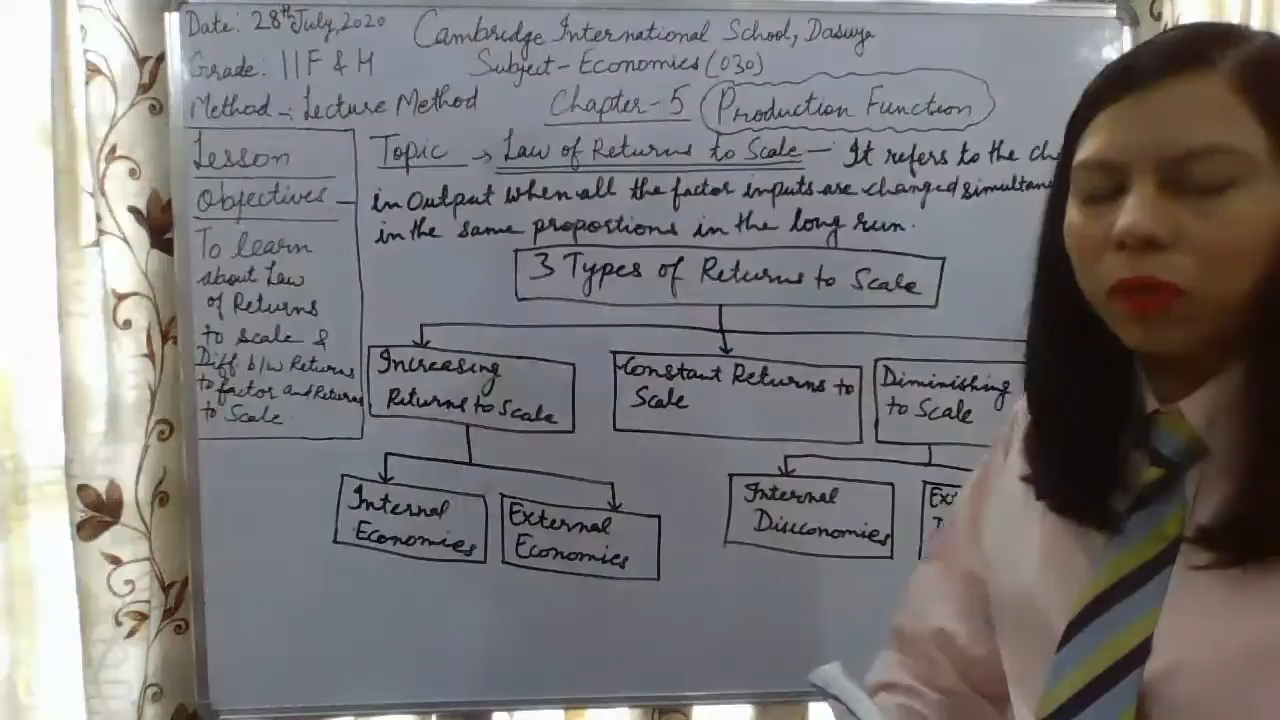 Date: 28th July, 2020
Cambridge International School, Dasuya
Grade: 11 F & H
Subject - Economics (030)
Method :- Lecture Method
Chapter - 5
Production Function
Lesson
Objectives -
To learn
about Law
of Returns
to scale &
Diff b/w Returns
to factor and Returns
to Scale.
Topic → Law of Returns to Scale - It refers to the
in Output when all the factor inputs are changed
in the same proportions in the long run.
3 Types of Returns to Scale
Increasing
Returns to Scale
Constant Returns to
Scale
Diminishing
to Scale
Internal
Economies
External
Economies
Internal
Disconomies